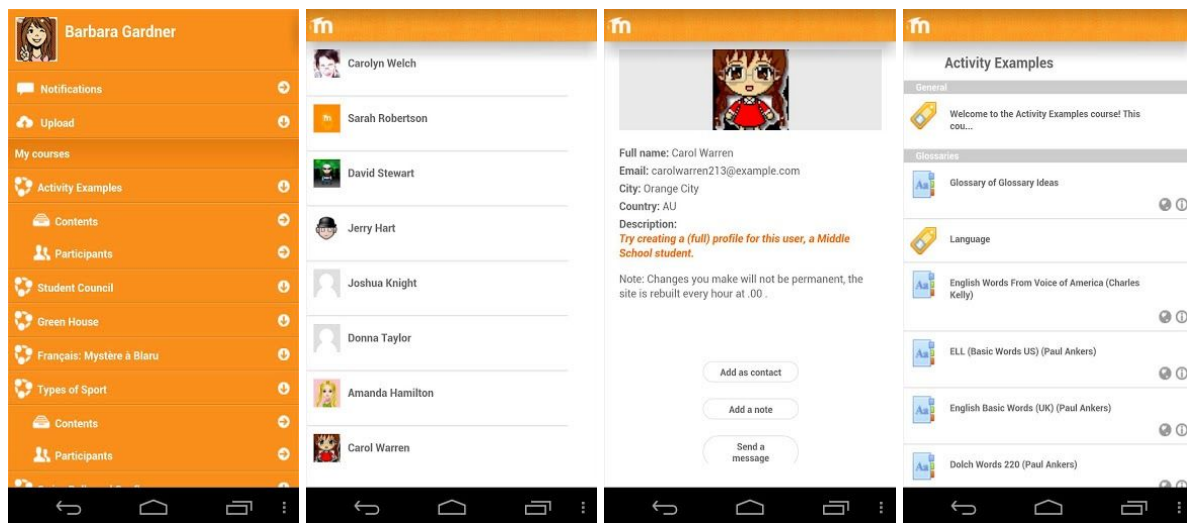 Barbara Gardner
Notifications
Upload
My courses
Activity Examples
Contents
Participants
Student Council
Green House
Français: Mystère à Blaru
Types of Sport
Contents
Participants
m
Carolyn Welch
Sarah Robertson
David Stewart
Jerry Hart
Joshua Knight
Donna Taylor
Amanda Hamilton
Carol Warren
m
Full name: Carol Warren
Email: carolwarren213@example.com
City: Orange City
Country: AU
Description:
Try creating a (full) profile for this user, a Middle
School student.
Note: Changes you make will not be permanent, the
site is rebuilt every hour at .00 .
Add as contact
Add a note
Send a
message
m
Activity Examples
General
Welcome to the Activity Examples course! This
cou...
Glossaries
Aa
Glossary of Glossary Ideas
Language
Aa
English Words From Voice of America (Charles
Kelly)
Aa
ELL (Basic Words US) (Paul Ankers)
Aa
English Basic Words (UK) (Paul Ankers)
Aa
Dolch Words 220 (Paul Ankers)